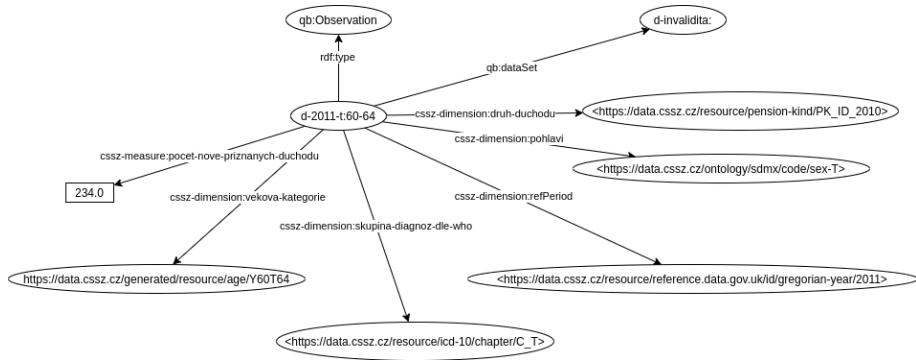 qb:Observation
d-invalidita:
rdf:type
qb:dataSet
d-2011-t:60-64
cssz-dimension:druh-duchodu
<https://data.cssz.cz/resource/pension-kind/PK_ID_2010>
cssz-dimension:pohlavi
cssz-measure:pocet-nove-priznanych-duchodu
<https://data.cssz.cz/ontology/sdmx/code/sex-T>
234.0
cssz-dimension:vekova-kategorie
cssz-dimension:refPeriod
cssz-dimension:skupina-diagnoz-dle-who
https://data.cssz.cz/generated/resource/age/Y60T64
<https://data.cssz.cz/resource/reference.data.gov.uk/id/gregorian-year/2011>
<https://data.cssz.cz/resource/icd-10/chapter/C_T>